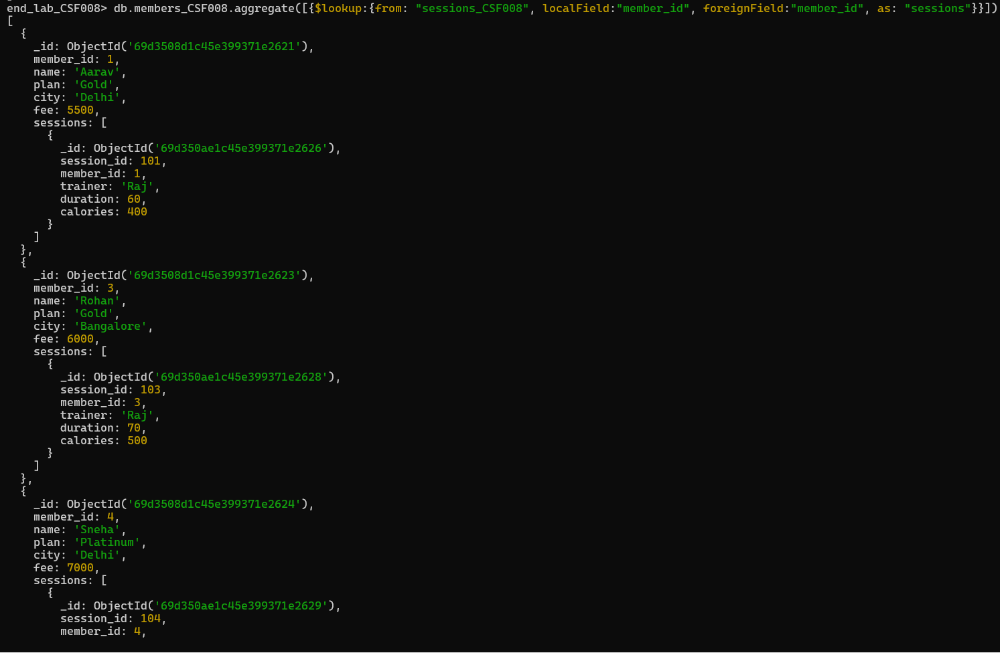 end_lab_CSF008> db.members_CSF008.aggregate([{$lookup:{from: "sessions_CSF008", localField:"member_id", foreignField:"member_id", as: "sessions"}}])
[
  {
    _id: ObjectId('69d3508d1c45e399371e2621'),
    member_id: 1,
    name: 'Aarav',
    plan: 'Gold',
    city: 'Delhi',
    fee: 5500,
    sessions: [
      {
        _id: ObjectId('69d350ae1c45e399371e2626'),
        session_id: 101,
        member_id: 1,
        trainer: 'Raj',
        duration: 60,
        calories: 400
      }
    ]
  },
  {
    _id: ObjectId('69d3508d1c45e399371e2623'),
    member_id: 3,
    name: 'Rohan',
    plan: 'Gold',
    city: 'Bangalore',
    fee: 6000,
    sessions: [
      {
        _id: ObjectId('69d350ae1c45e399371e2628'),
        session_id: 103,
        member_id: 3,
        trainer: 'Raj',
        duration: 70,
        calories: 500
      }
    ]
  },
  {
    _id: ObjectId('69d3508d1c45e399371e2624'),
    member_id: 4,
    name: 'Sneha',
    plan: 'Platinum',
    city: 'Delhi',
    fee: 7000,
    sessions: [
      {
        _id: ObjectId('69d350ae1c45e399371e2629'),
        session_id: 104,
        member_id: 4,